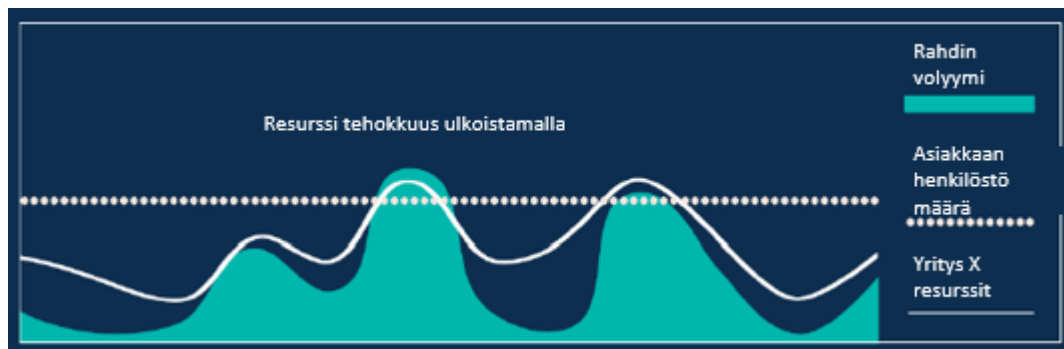 Resurssi tehokkuus ulkoistamalla
Rahdin
volyymi
Asiakkaan
henkilöstö
määrä
Yritys X
resurssit